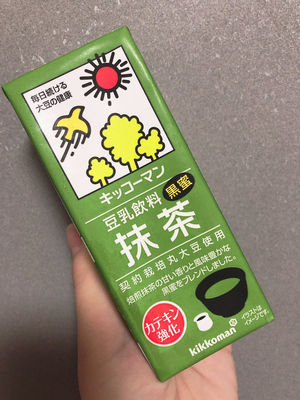 毎日続ける
大豆の健康
キッコーマン
豆乳飲料
黒蜜
抹茶
契約栽培丸大豆使用
焙煎抹茶の甘い香りと風味豊かな
黒蜜をブレンドしました。
カテキン
強化
イラストは
イメージです。
kikkoman